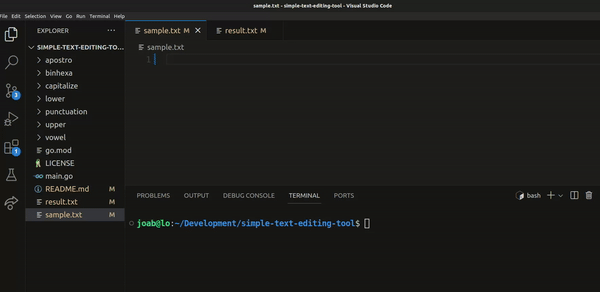 sample.txt - simple-text-editing-tool - Visual Studio Code
File Edit Selection View Go Run Terminal Help
EXPLORER ···
sample.txt M
result.txt M
SIMPLE-TEXT-EDITING-TO...
sample.txt
1
apostro
binhexa
capitalize
lower
punctuation
upper
vowel
go.mod
LICENSE
main.go
README.md M
result.txt M
sample.txt M
3
1
PROBLEMS OUTPUT DEBUG CONSOLE TERMINAL PORTS
bash
joab@lo:~/Development/simple-text-editing-tool$